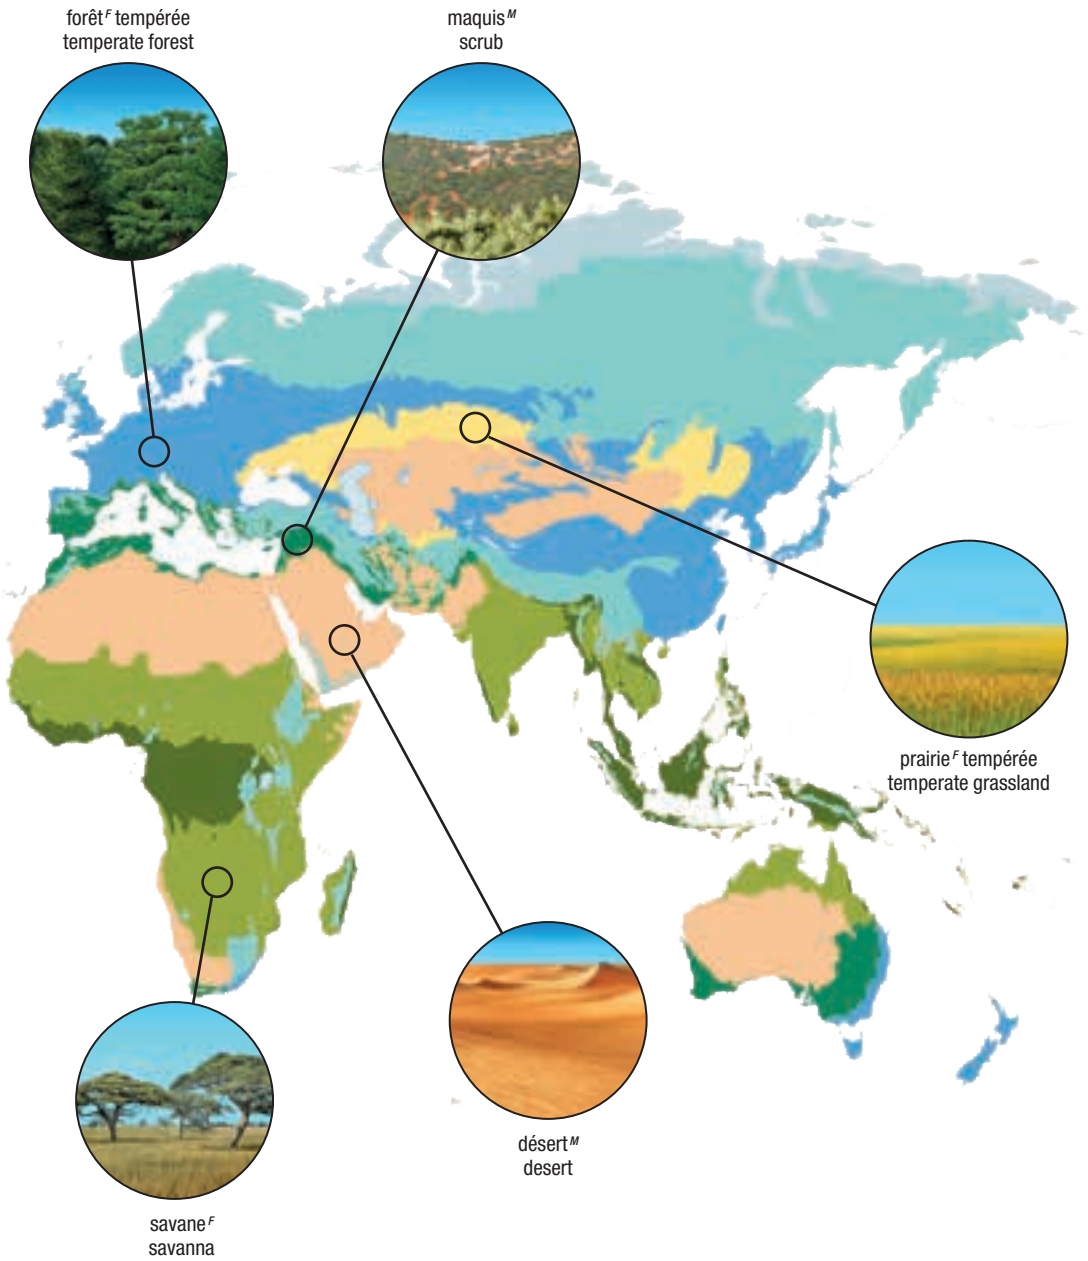 forêt F tempérée
temperate forest
maquis M
scrub
prairie F tempérée
temperate grassland
désert M
desert
savane F
savanna